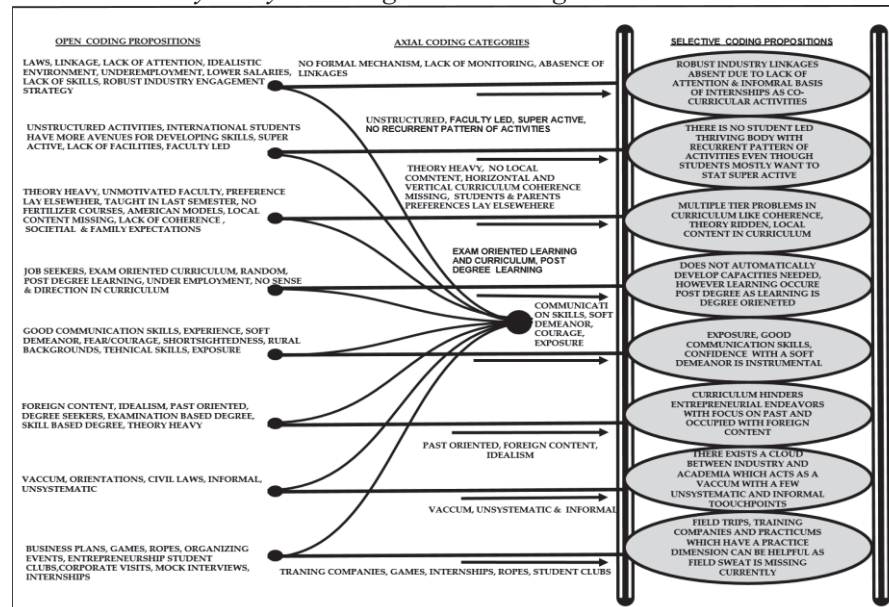 OPEN CODING PROPOSITIONS
LAWS, LINKAGE, LACK OF ATTENTION, IDEALISTIC
ENVIRONMENT, UNDEREMPLOYMENT, LOWER SALARIES,
LACK OF SKILLS, ROBUST INDUSTRY ENGAGEMENT
STRATEGY
UNSTRUCTURED ACTIVITIES, INTERNATIONAL STUDENTS
HAVE MORE AVENUES FOR DEVELOPING SKILLS, SUPER
ACTIVE, LACK OF FACILITIES, FACULTY LED
THEORY HEAVY, UNMOTIVATED FACULTY, PREFERENCE
LAY ELSEWEHER, TAUGHT IN LAST SEMESTER, NO
FERTILIZER COURSES, AMERICAN MODELS, LOCAL
CONTENT MISSING, LACK OF COHERENCE ,
SOCIETIAL & FAMILY EXPECTATIONS
JOB SEEKERS, EXAM ORIENTED CURRICULUM, RANDOM,
POST DEGREE LEARNING, UNDER EMPLOYMENT, NO SENSE
& DIRECTION IN CURRICULUM
GOOD COMMUNICATION SKILLS, EXPERIENCE, SOFT
DEMEANOR, FEAR/COURAGE, SHORTSIGHTEDNESS, RURAL
BACKGROUNDS, TEHNICAL SKILLS, EXPOSURE
FOREIGN CONTENT, IDEALISM, PAST ORIENTED,
DEGREE SEEKERS, EXAMINATION BASED DEGREE,
SKILL BASED DEGREE, THEORY HEAVY
VACCUM, ORIENTATIONS, CIVIL LAWS, INFORMAL,
UNSYSTEMATIC
BUSINESS PLANS, GAMES, ROPES, ORGANIZING
EVENTS, ENTREPRENEURSHIP STUDENT
CLUBS,CORPORATE VISITS, MOCK INTERVIEWS,
INTERNSHIPS
AXIAL CODING CATEGORIES
NO FORMAL MECHANISM, LACK OF MONITORING, ABASENCE OF
LINKAGES
UNSTRUCTURED, FACULTY LED, SUPER ACTIVE,
NO RECURRENT PATTERN OF ACTIVITIES
THEORY HEAVY, NO LOCAL
COMNTENT, HORIZONTAL AND
VERTICAL CURRICULUM COHERENCE
MISSING, STUDENTS & PARENTS
PREFERENCES LAY ELSEWEHERE
EXAM ORIENTED LEARNING
AND CURRICULUM, POST
DEGREE LEARNING
COMMUNICATI
ON SKILLS, SOFT
DEMEANOR,
COURAGE,
EXPOSURE
PAST ORIENTED, FOREIGN CONTENT,
IDEALISM
VACCUM, UNSYSTEMATIC & INFORMAL
TRANING COMPANIES, GAMES, INTERNSHIPS, ROPES, STUDENT CLUBS
SELECTIVE CODING PROPOSITIONS
ROBUST INDUSTRY LINKAGES
ABSENT DUE TO LACK OF
ATTENTION & INFOMRAL BASIS
OF INTERNSHIPS AS CO-
CURRICULAR ACTIVITIES
THERE IS NO STUDENT LED
THRIVING BODY WITH
RECURRENT PATTERN OF
ACTIVITIES EVEN THOUGH
STUDENTS MOSTLY WANT TO
STAT SUPER ACTIVE
MULTIPLE TIER PROBLEMS IN
CURRICULUM LIKE COHERENCE,
THEORY RIDDEN, LOCAL
CONTENT IN CURRICULUM
DOES NOT AUTOMATICALLY
DEVELOP CAPACITIES NEEDED,
HOWEVER LEARNING OCCURE
POST DEGREE AS LEARNING IS
DEGREE ORIENETED
EXPOSURE, GOOD
COMMUNICATION SKILLS,
CONFIDENCE WITH A SOFT
DEMEANOR IS INSTRUMENTAL
CURRICULUM HINDERS
ENTREPRENEURIAL ENDEAVORS
WITH FOCUS ON PAST AND
OCCUPIED WITH FOREIGN
CONTENT
THERE EXISTS A CLOUD
BETWEEN INDUSTRY AND
ACADEMIA WHICH ACTS AS A
VACCUM WITH A FEW
UNSYSTEMATIC AND INFORMAL
TOOUCHPOINTS
FIELD TRIPS, TRAINING
COMPANIES AND PRACTICUMS
WHICH HAVE A PRACTICE
DIMENSION CAN BE HELPFUL AS
FIELD SWEAT IS MISSING
CURRENTLY